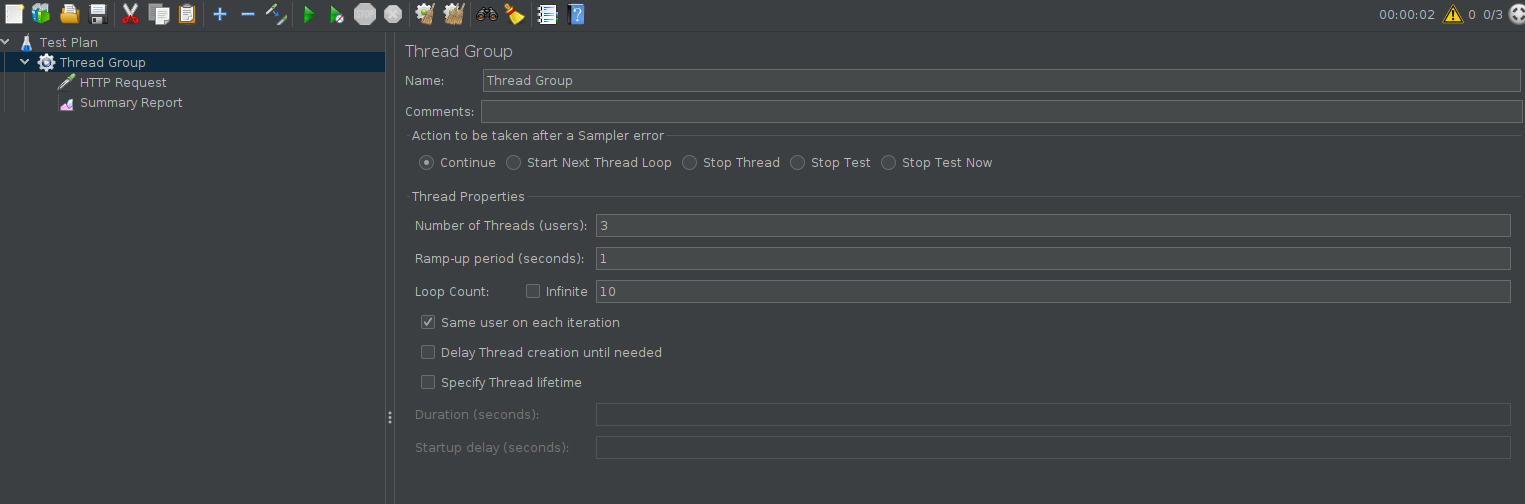 00:00:02 0 0/3
Test Plan
Thread Group
HTTP Request
Summary Report
Thread Group
Name: Thread Group
Comments:
Action to be taken after a Sampler error
Continue Start Next Thread Loop Stop Thread Stop Test Stop Test Now
Thread Properties
Number of Threads (users): 3
Ramp-up period (seconds): 1
Loop Count: Infinite 10
Same user on each iteration
Delay Thread creation until needed
Specify Thread lifetime
Duration (seconds):
Startup delay (seconds):